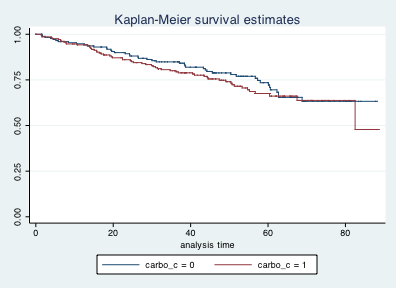 Kaplan-Meier survival estimates
1.00
0.75
0.50
0.25
0.00
0 20 40 60 80
analysis time
carbo_c = 0 carbo_c = 1